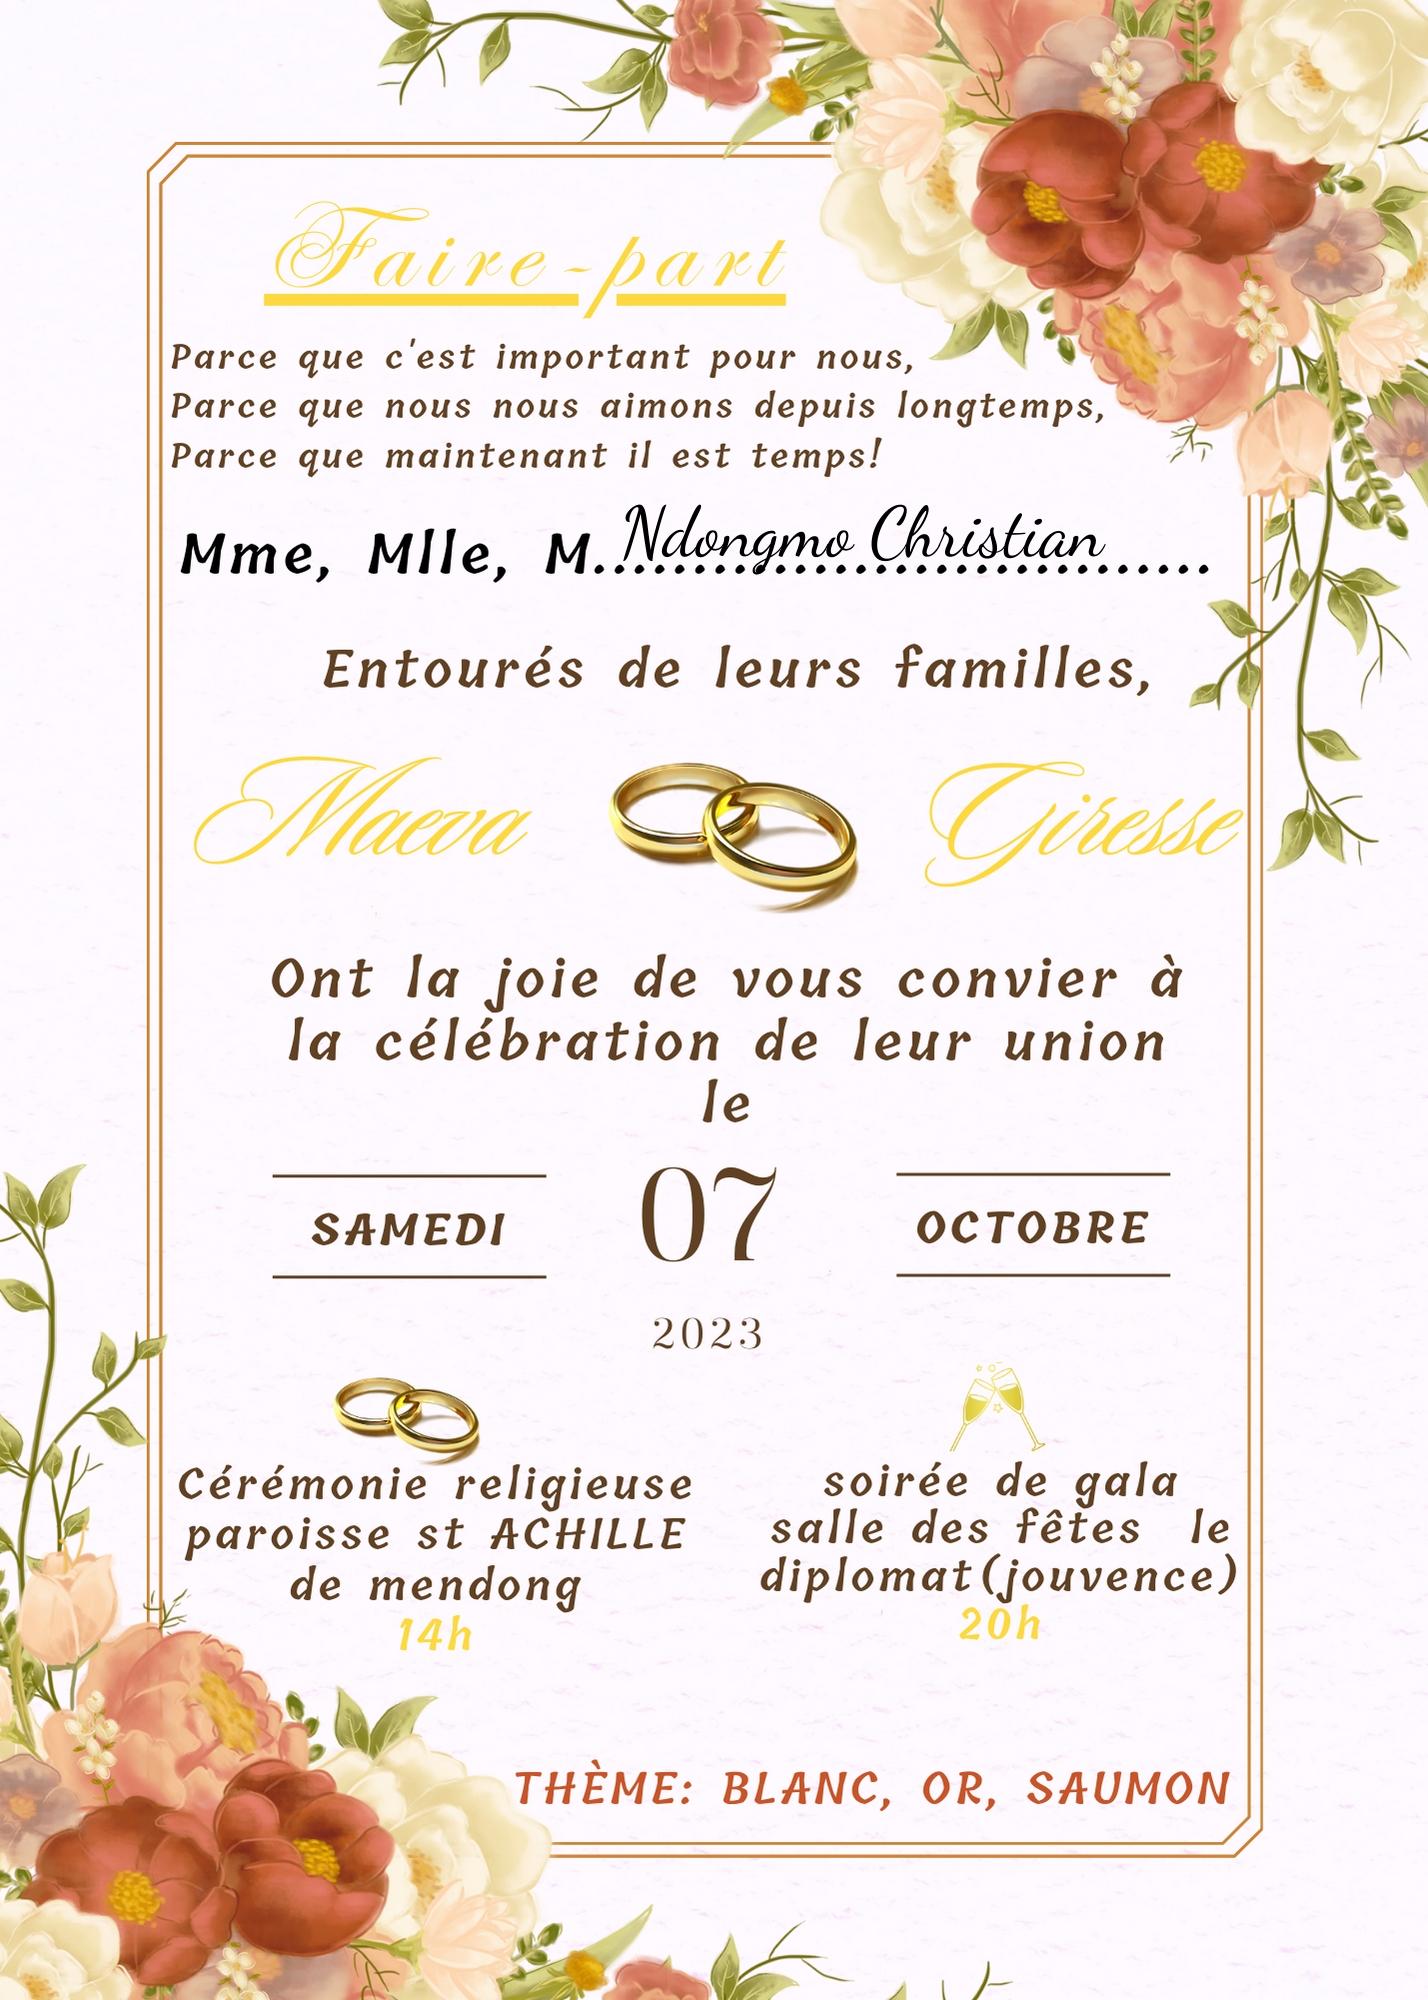 Faire-part
Parce que c'est important pour nous,
Parce que nous nous aimons depuis longtemps,
Parce que maintenant il est temps!
Mme, Mlle, M. Ndongmo Christian
Entourés de leurs familles,
Maeva
Giresse
Ont la joie de vous convier à
la célébration de leur union
le
SAMEDI
07
OCTOBRE
2023
Cérémonie religieuse
paroisse st ACHILLE
de mendong
14h
soirée de gala
salle des fêtes le
diplomat(jouvence)
20h
THÈME: BLANC, OR, SAUMON